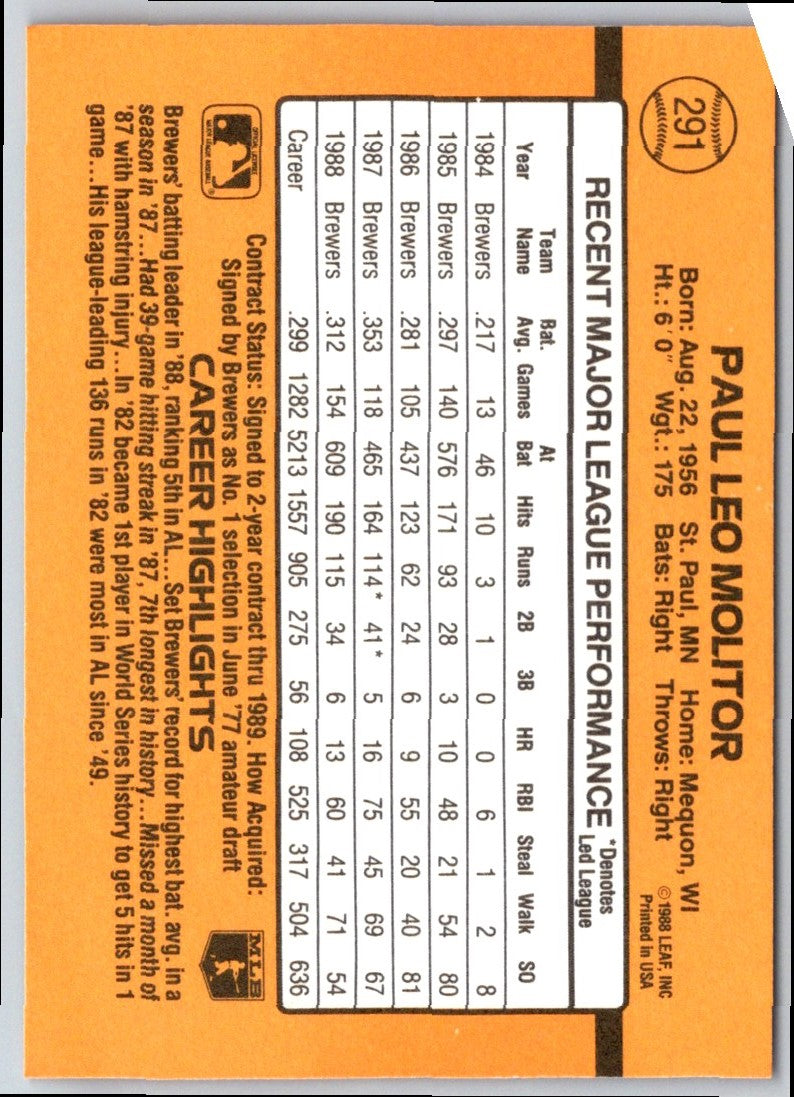 291
PAUL LEO MOLITOR
Born: Aug. 22, 1956 St. Paul, MN Home: Mequon, WI
Ht.: 6'0" Wgt.: 175 Bats: Right Throws: Right
©1988 LEAF, INC
Printed in USA
RECENT MAJOR LEAGUE PERFORMANCE *Denotes Led League
Year Team Name Bat. Avg. Games At Bat Hits Runs 2B 3B HR RBI Steal Walk SO
1984 Brewers .217 13 46 10 3 1 0 0 6 1 2 8
1985 Brewers .297 140 576 171 93 28 3 10 48 21 54 80
1986 Brewers .281 105 437 123 62 24 6 9 55 20 40 81
1987 Brewers .353 118 465 164 114* 41* 5 16 75 45 69 67
1988 Brewers .312 154 609 190 115 34 6 13 60 41 71 54
Career .299 1282 5213 1557 905 275 56 108 525 317 504 636
OFFICIAL LICENSEE
MAJOR LEAGUE BASEBALL
Contract Status: Signed to 2-year contract thru 1989. How Acquired:
Signed by Brewers as No. 1 selection in June '77 amateur draft
MLB
CAREER HIGHLIGHTS
Brewers' batting leader in '88, ranking 5th in AL...Set Brewers' record for highest bat. avg. in a
season in '87...Had 39-game hitting streak in '87, 7th longest in history...Missed a month of
'87 with hamstring injury...In '82 became 1st player in World Series history to get 5 hits in 1
game...His league-leading 136 runs in '82 were most in AL since '49.